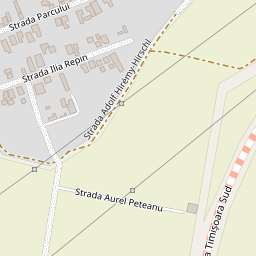 Strada Parcului
Strada Ilia Repin
Strada Adolf Hirémy-Hirschl
Strada Aurel Peteanu
a Timișoara Sud